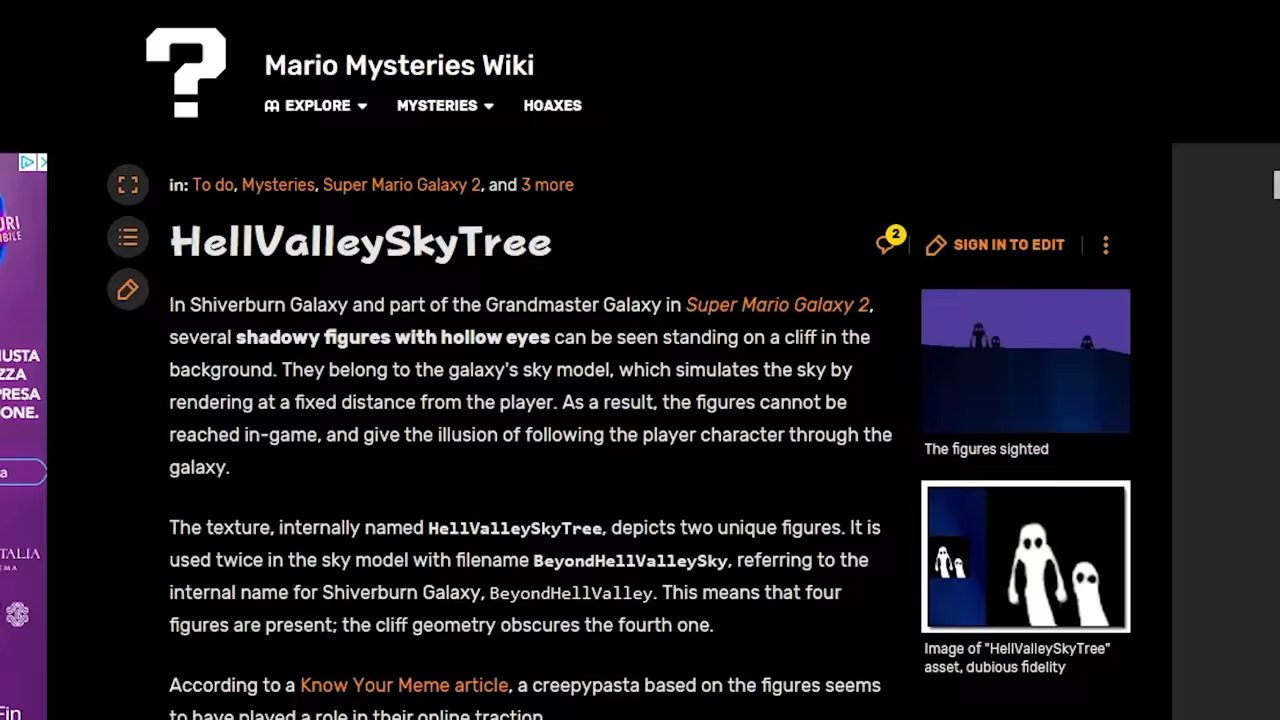 Mario Mysteries Wiki
EXPLORE MYSTERIES HOAXES
in: To do, Mysteries, Super Mario Galaxy 2, and 3 more
HellValleySkyTree
2
SIGN IN TO EDIT
In Shiverburn Galaxy and part of the Grandmaster Galaxy in Super Mario Galaxy 2,
several shadowy figures with hollow eyes can be seen standing on a cliff in the
background. They belong to the galaxy's sky model, which simulates the sky by
rendering at a fixed distance from the player. As a result, the figures cannot be
reached in-game, and give the illusion of following the player character through the
galaxy.
The texture, internally named HellValleySkyTree, depicts two unique figures. It is
used twice in the sky model with filename BeyondHellValleySky, referring to the
internal name for Shiverburn Galaxy, BeyondHellValley. This means that four
figures are present; the cliff geometry obscures the fourth one.
According to a Know Your Meme article, a creepypasta based on the figures seems
to have played a role in their online traction.
The figures sighted
Image of "HellValleySkyTree"
asset, dubious fidelity